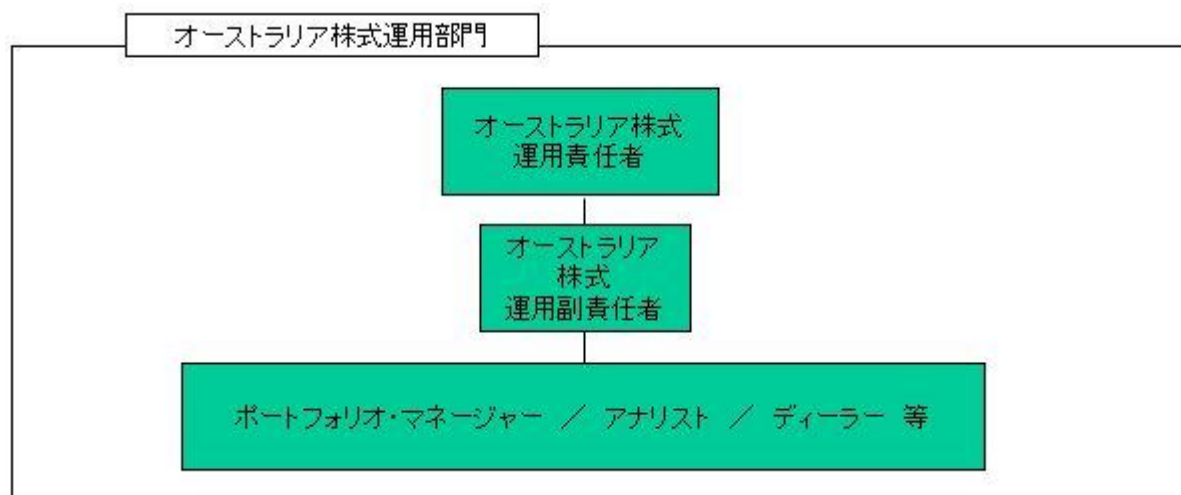 オーストラリア株式運用部門
オーストラリア株式
運用責任者
オーストラリア
株式
運用副責任者
ポートフォリオ・マネージャー ／ アナリスト ／ ディーラー 等